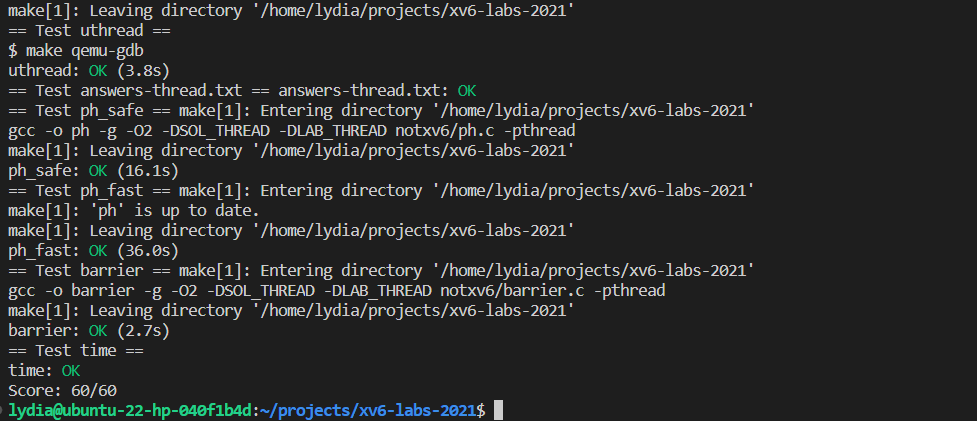 make[1]: Leaving directory '/home/lydia/projects/xv6-labs-2021'
== Test uthread ==
$ make qemu-gdb
uthread: OK (3.8s)
== Test answers-thread.txt == answers-thread.txt: OK
== Test ph_safe == make[1]: Entering directory '/home/lydia/projects/xv6-labs-2021'
gcc -o ph -g -O2 -DSOL_THREAD -DLAB_THREAD notxv6/ph.c -pthread
make[1]: Leaving directory '/home/lydia/projects/xv6-labs-2021'
ph_safe: OK (16.1s)
== Test ph_fast == make[1]: Entering directory '/home/lydia/projects/xv6-labs-2021'
make[1]: 'ph' is up to date.
make[1]: Leaving directory '/home/lydia/projects/xv6-labs-2021'
ph_fast: OK (36.0s)
== Test barrier == make[1]: Entering directory '/home/lydia/projects/xv6-labs-2021'
gcc -o barrier -g -O2 -DSOL_THREAD -DLAB_THREAD notxv6/barrier.c -pthread
make[1]: Leaving directory '/home/lydia/projects/xv6-labs-2021'
barrier: OK (2.7s)
== Test time ==
time: OK
Score: 60/60
lydia@ubuntu-22-hp-040f1b4d:~/projects/xv6-labs-2021$